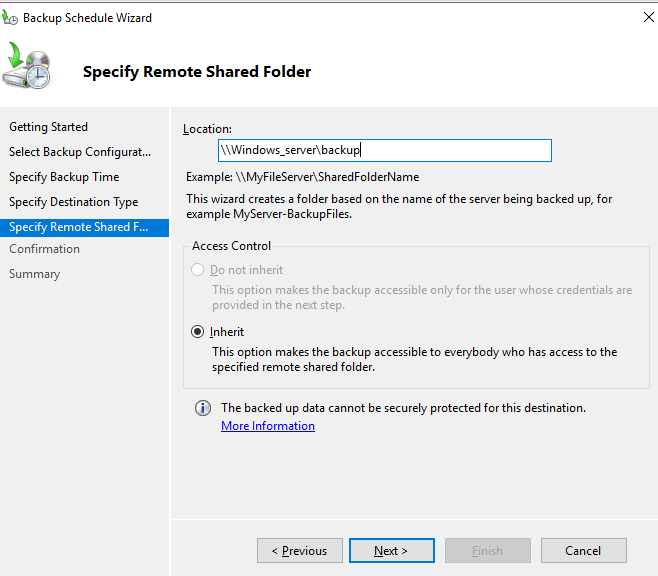 Backup Schedule Wizard
Specify Remote Shared Folder
Getting Started
Select Backup Configurat...
Specify Backup Time
Specify Destination Type
Specify Remote Shared F...
Confirmation
Summary
Location:
\\Windows_server\backup
Example: \\MyFileServer\SharedFolderName
This wizard creates a folder based on the name of the server being backed up, for
example MyServer-BackupFiles.
Access Control
Do not inherit
This option makes the backup accessible only for the user whose credentials are
provided in the next step.
Inherit
This option makes the backup accessible to everybody who has access to the
specified remote shared folder.
The backed up data cannot be securely protected for this destination.
More Information
< Previous
Next >
Finish
Cancel